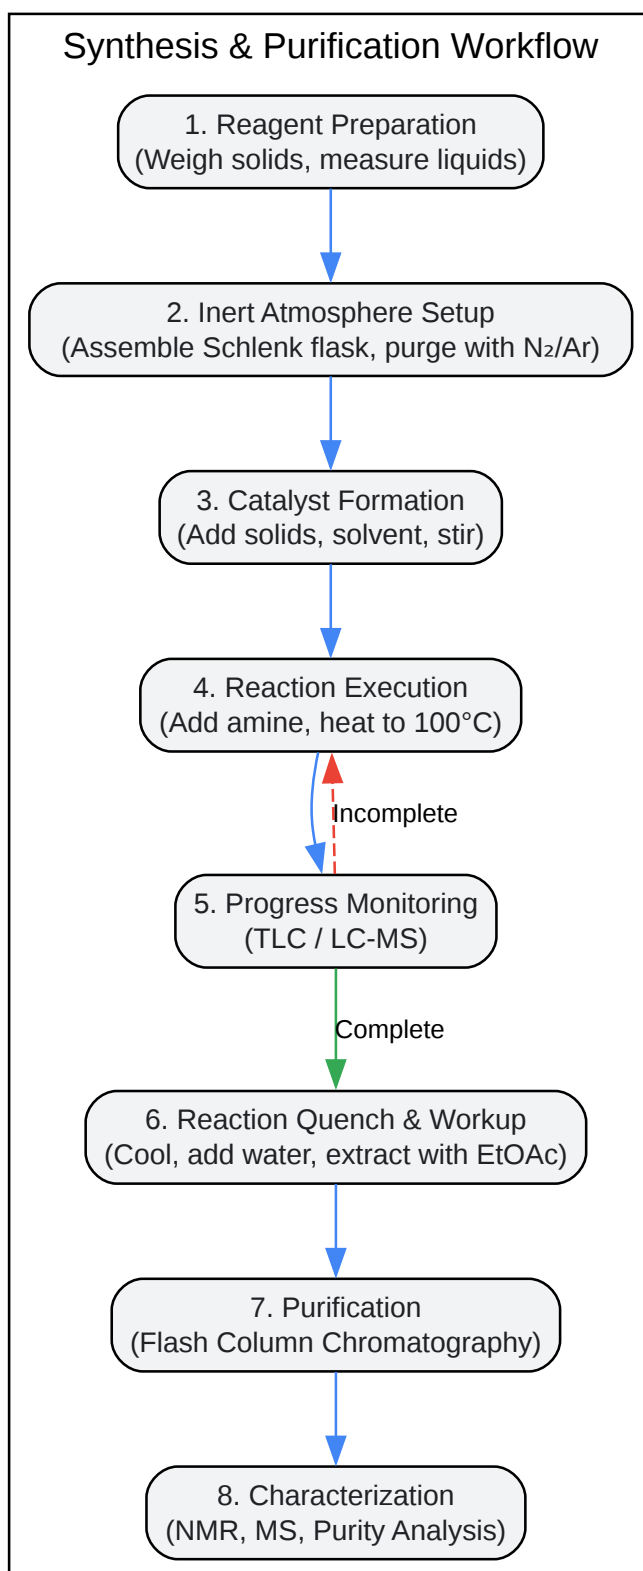 Synthesis & Purification Workflow
1. Reagent Preparation
(Weigh solids, measure liquids)
2. Inert Atmosphere Setup
(Assemble Schlenk flask, purge with N₂/Ar)
3. Catalyst Formation
(Add solids, solvent, stir)
4. Reaction Execution
(Add amine, heat to 100°C)
Incomplete
5. Progress Monitoring
(TLC / LC-MS)
Complete
6. Reaction Quench & Workup
(Cool, add water, extract with EtOAc)
7. Purification
(Flash Column Chromatography)
8. Characterization
(NMR, MS, Purity Analysis)